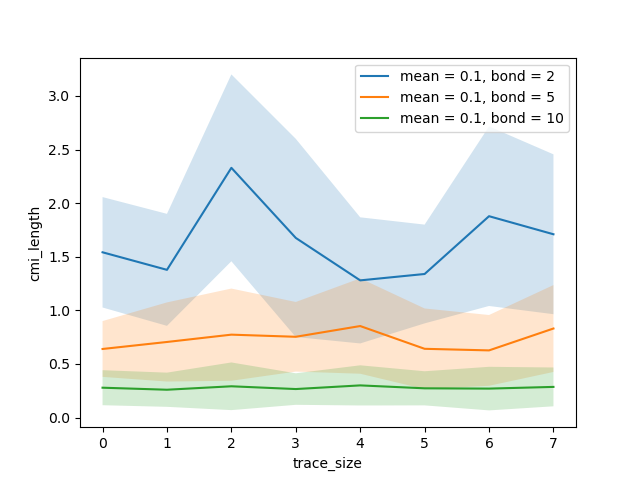 mean = 0.1, bond = 2
mean = 0.1, bond = 5
mean = 0.1, bond = 10
3.0
2.5
2.0
1.5
1.0
0.5
0.0
cmi_length
0 1 2 3 4 5 6 7
trace_size